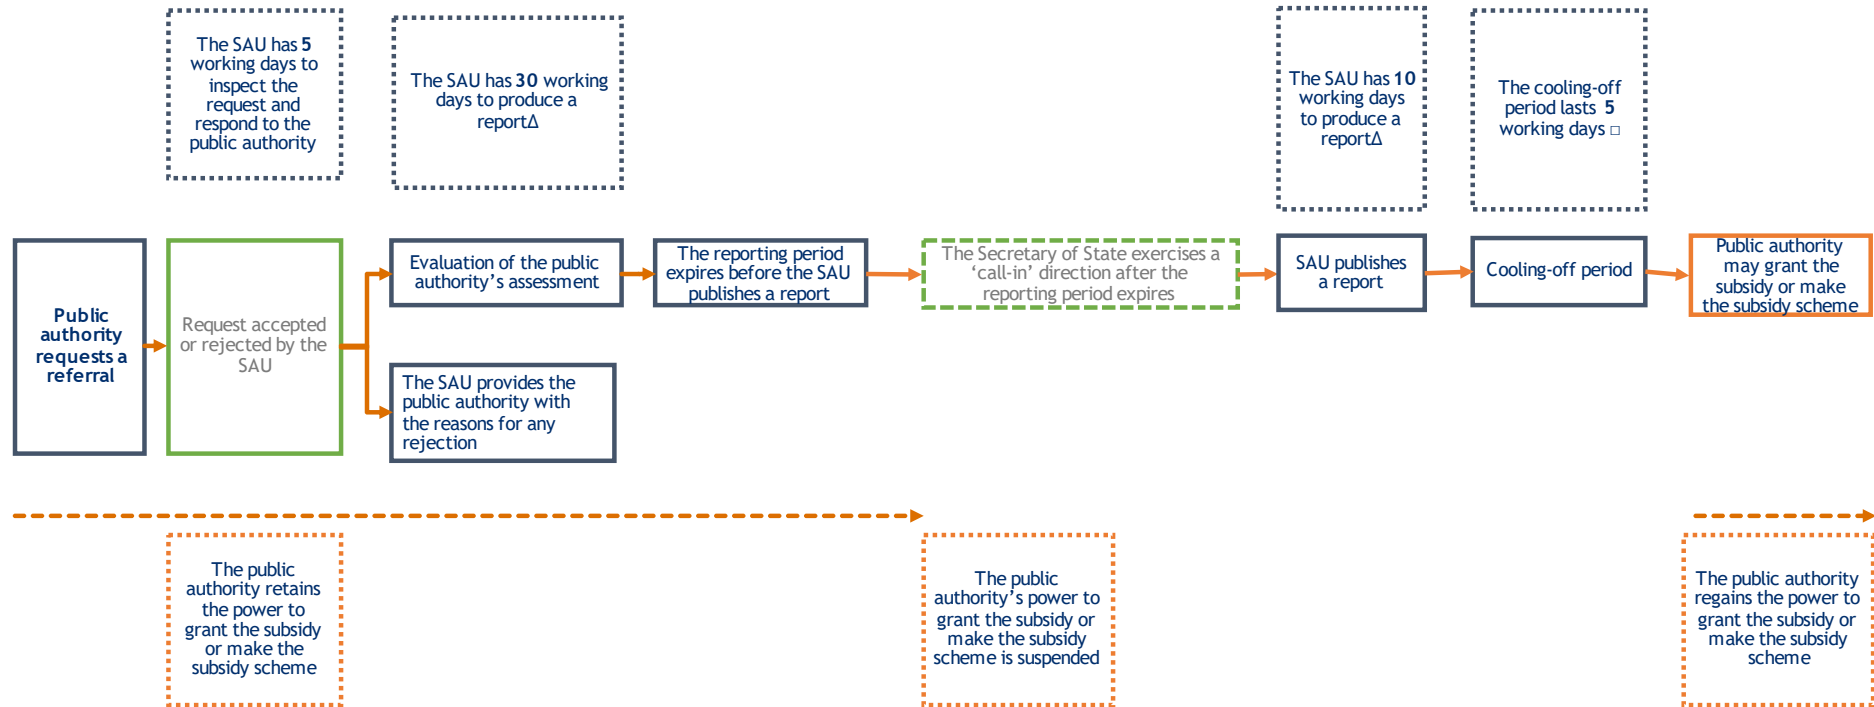 The SAU has 5
working days to
inspect the
request and
respond to the
public authority
The SAU has 30 working
days to produce a
reportΔ
The SAU has 10
working days
to produce a
reportΔ
The cooling-off
period lasts 5
working days □
Public
authority
requests a
referral
Request accepted
or rejected by the
SAU
Evaluation of the public
authority’s assessment
The SAU provides the
public authority with
the reasons for any
rejection
The reporting period
expires before the SAU
publishes a report
The Secretary of State exercises a
‘call-in’ direction after the
reporting period expires
SAU publishes
a report
Cooling-off period
Public authority
may grant the
subsidy or make
the subsidy scheme
The public
authority retains
the power to
grant the subsidy
or make the
subsidy scheme
The public
authority’s power to
grant the subsidy or
make the subsidy
scheme is suspended
The public authority
regains the power to
grant the subsidy or
make the subsidy
scheme